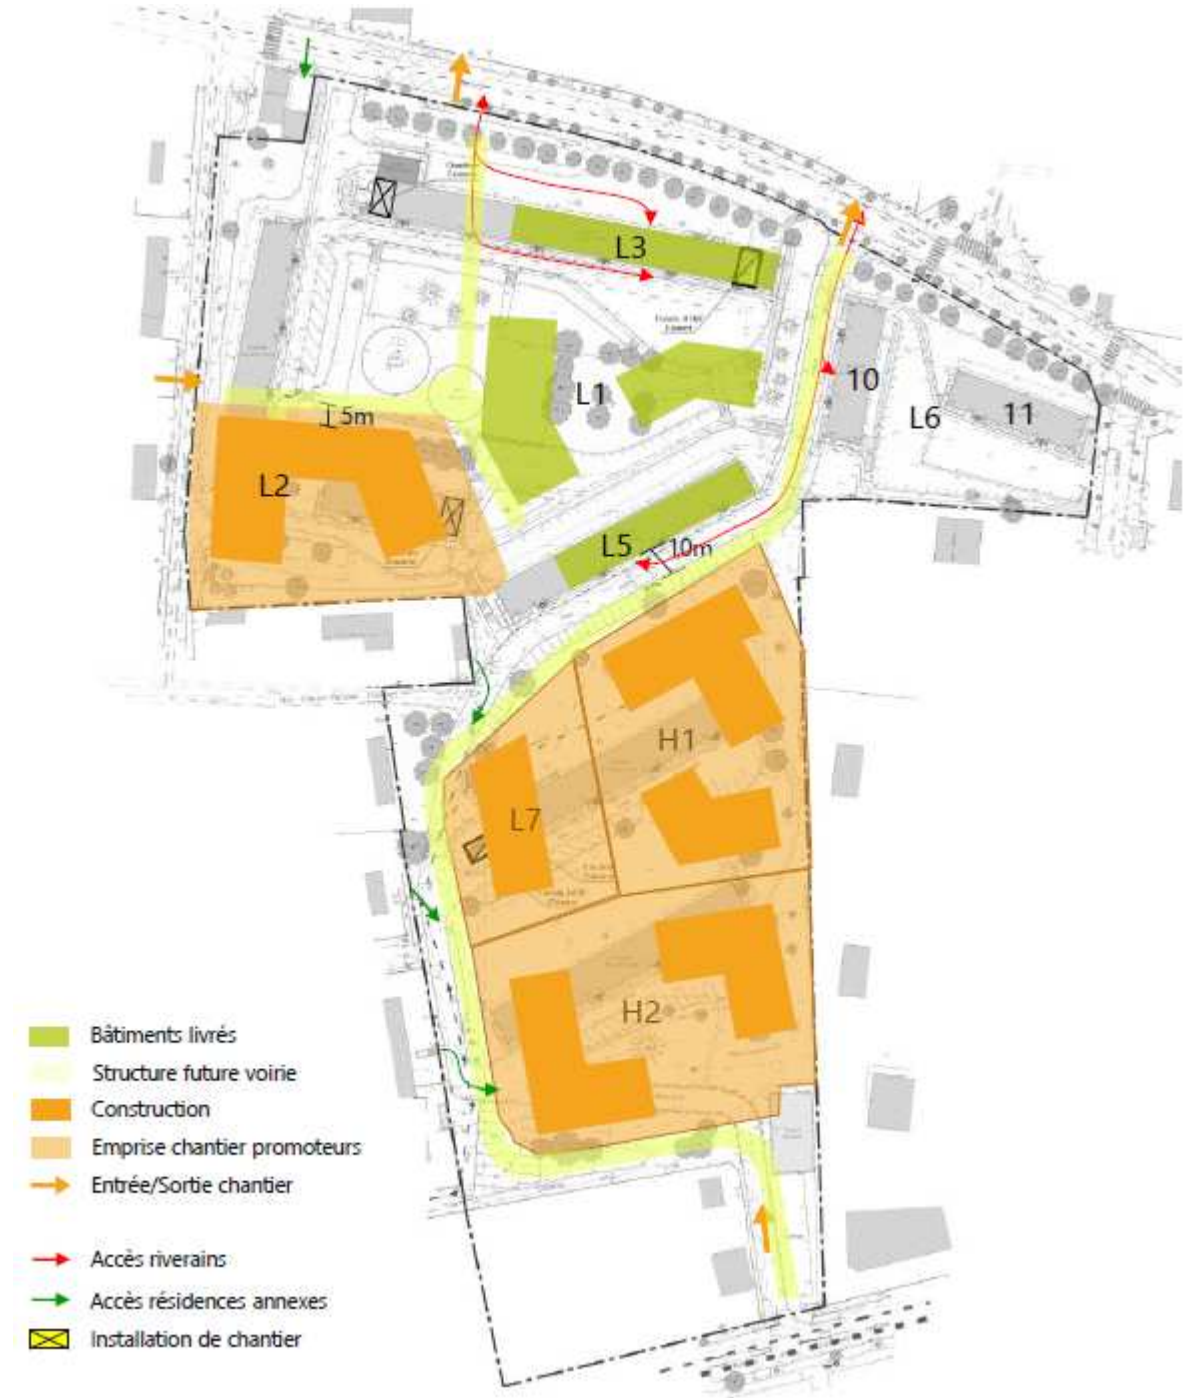 L3
10
L1
L6
11
5m
L2
L5
10m
H1
L7
H2
Bâtiments livrés
Structure future voirie
Construction
Emprise chantier promoteurs
Entrée/Sortie chantier
Accès riverains
Accès résidences annexes
Installation de chantier